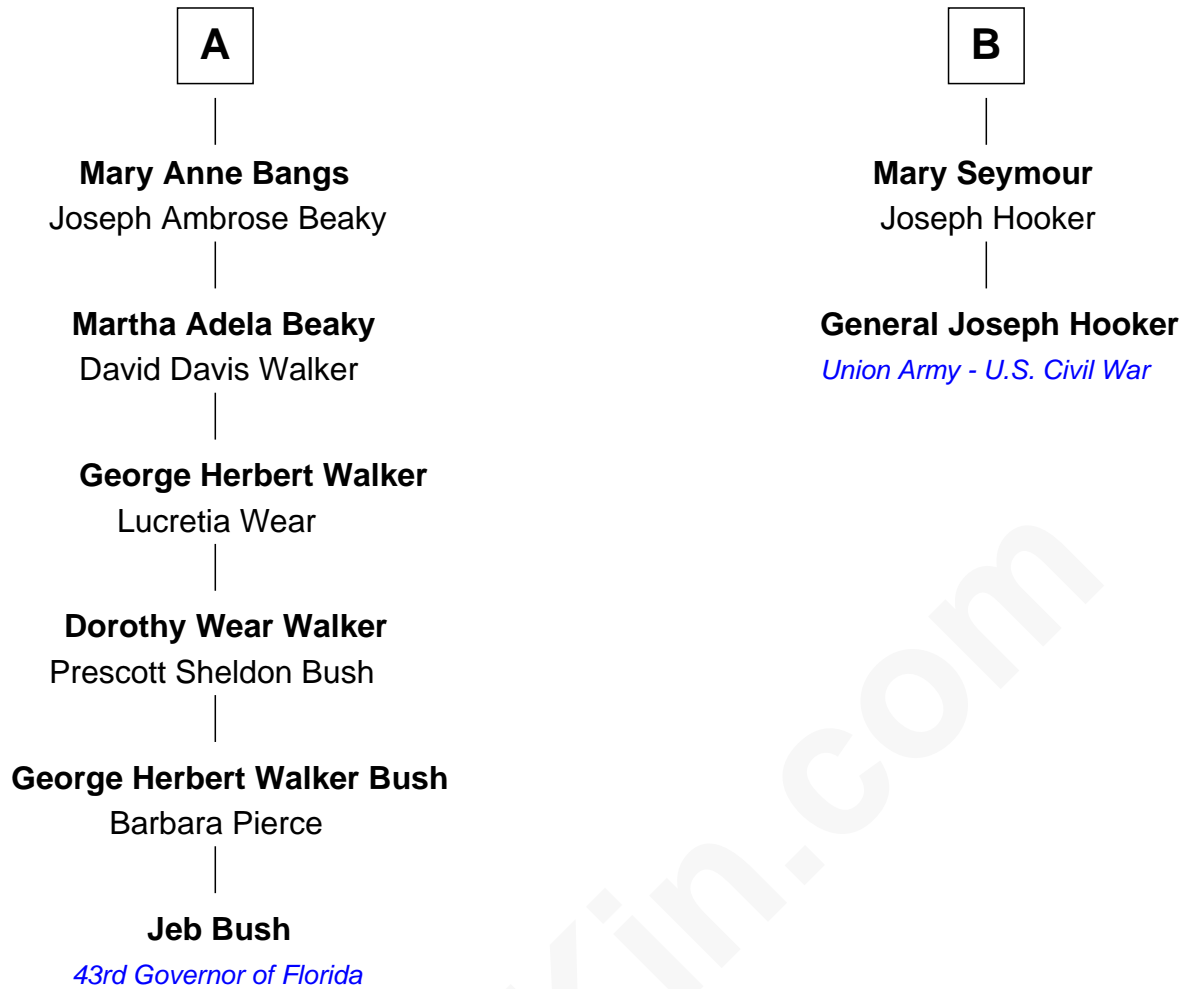 A
Mary Anne Bangs
Joseph Ambrose Beaky
Martha Adela Beaky
David Davis Walker
George Herbert Walker
Lucretia Wear
Dorothy Wear Walker
Prescott Sheldon Bush
George Herbert Walker Bush
Barbara Pierce
Jeb Bush
43rd Governor of Florida
B
Mary Seymour
Joseph Hooker
General Joseph Hooker
Union Army - U.S. Civil War
Kin.com